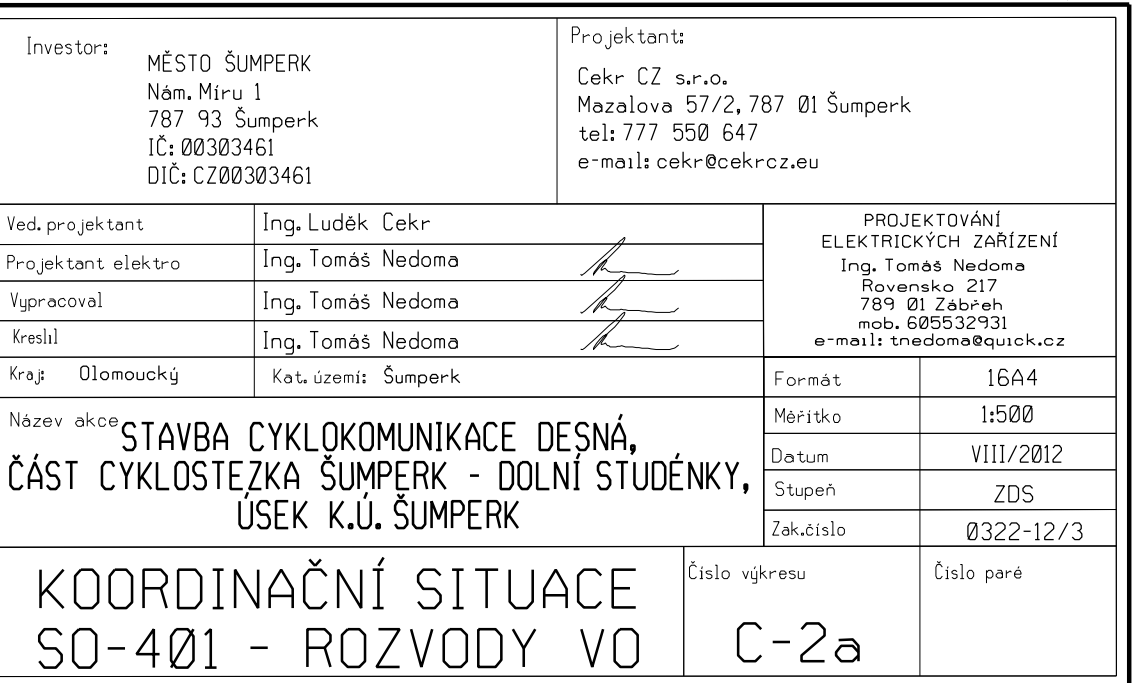 Investor:
MĚSTO ŠUMPERK
Nám. Míru 1
787 93 Šumperk
IČ: 00303461
DIČ: CZ00303461
Projektant:
Cekr CZ s.r.o.
Mazalova 57/2, 787 01 Šumperk
tel: 777 550 647
e-mail: cekr@cekrcz.eu
Ved. projektant
Ing. Luděk Cekr
Projektant elektro
Ing. Tomáš Nedoma
Vypracoval
Ing. Tomáš Nedoma
Kreslil
Ing. Tomáš Nedoma
PROJEKTOVÁNÍ
ELEKTRICKÝCH ZAŘÍZENÍ
Ing. Tomáš Nedoma
Rovensko 217
789 01 Zábřeh
mob. 605532931
e-mail: tnedoma@quick.cz
Kraj: Olomoucký
Kat. území: Šumperk
Formát 16A4
Měřítko 1:500
Datum VIII/2012
Stupeň ZDS
Zak.číslo 0322-12/3
Název akce
STAVBA CYKLOKOMUNIKACE DESNÁ,
ČÁST CYKLOSTEZKA ŠUMPERK - DOLNÍ STUDÉNKY,
ÚSEK K.Ú. ŠUMPERK
KOORDINAČNÍ SITUACE
SO-401 - ROZVODY VO
Číslo výkresu
C-2a
Číslo paré